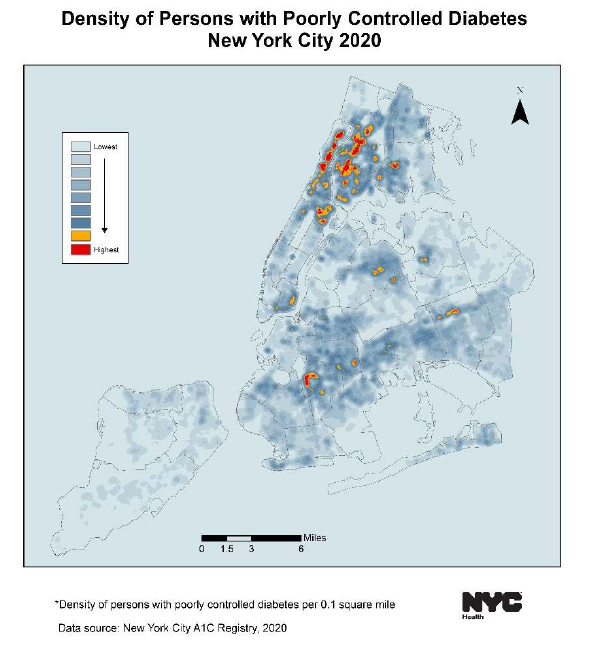 Density of Persons with Poorly Controlled Diabetes
New York City 2020
N
Lowest
Highest
Miles
0 1.5 3 6
*Density of persons with poorly controlled diabetes per 0.1 square mile
Data source: New York City A1C Registry, 2020
NYC
Health